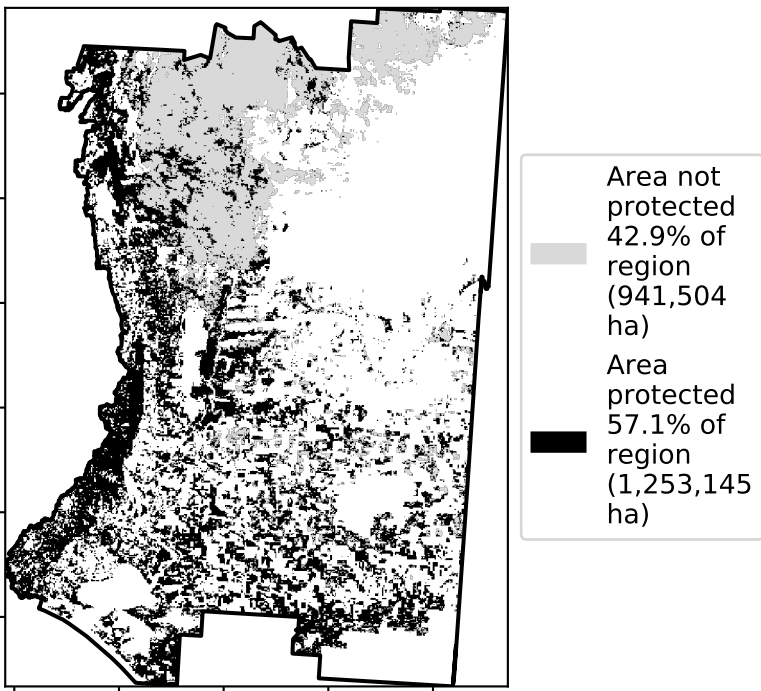 Area not
protected
42.9% of
region
(941,504
ha)
Area
protected
57.1% of
region
(1,253,145
ha)